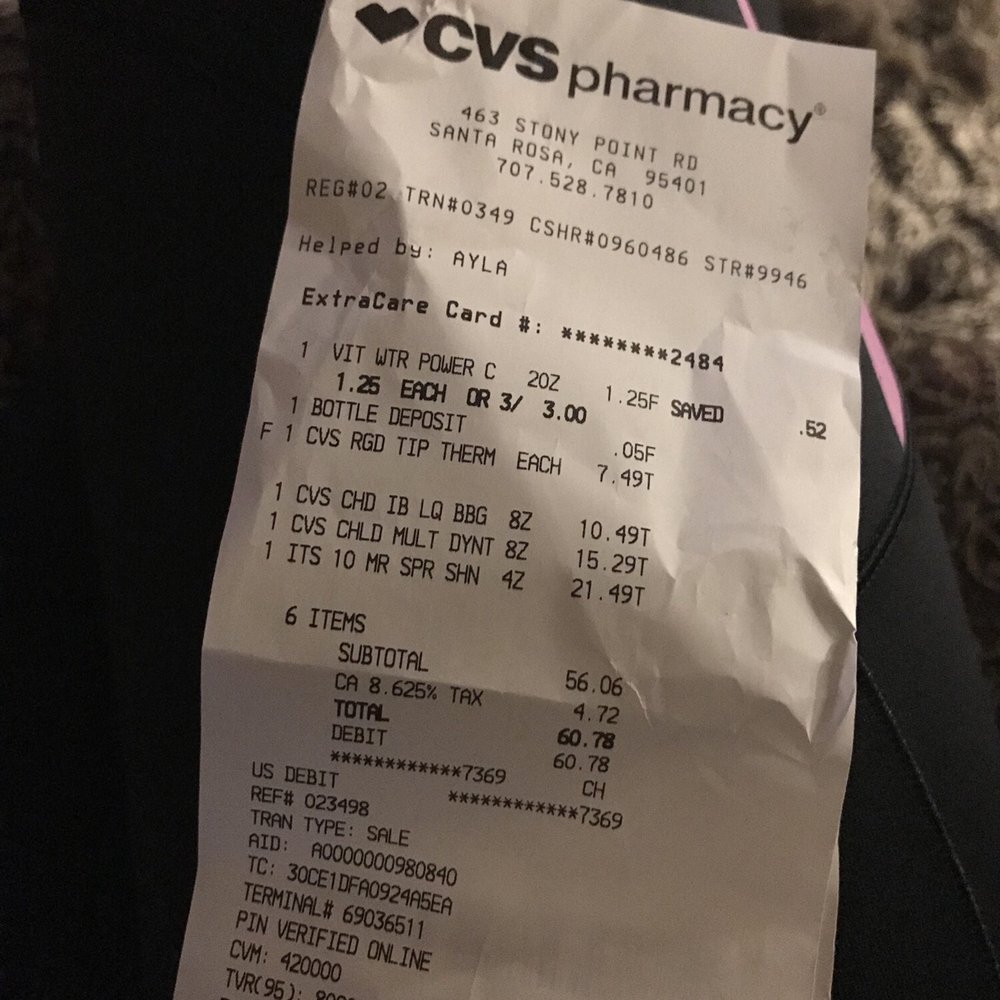 CVS pharmacy®
463 STONY POINT RD
SANTA ROSA, CA 95401
707.528.7810
REG#02 TRN#0349 CSHR#0960486 STR#9946
Helped by: AYLA
ExtraCare Card #: ********2484
1 VIT WTR POWER C 20Z 1.25F SAVED .52
1.25 EACH OR 3/ 3.00
1 BOTTLE DEPOSIT .05F
F 1 CVS RGD TIP THERM EACH 7.49T
1 CVS CHD IB LQ BBG 8Z 10.49T
1 CVS CHLD MULT DYNT 8Z 15.29T
1 ITS 10 MR SPR SHN 4Z 21.49T
6 ITEMS
SUBTOTAL 56.06
CA 8.625% TAX 4.72
TOTAL 60.78
DEBIT 60.78
************7369 CH
US DEBIT ************7369
REF# 023498
TRAN TYPE: SALE
AID: A0000000980840
TC: 30CE1DFA0924A5EA
TERMINAL# 69036511
PIN VERIFIED ONLINE
CVM: 420000
TVR(95):